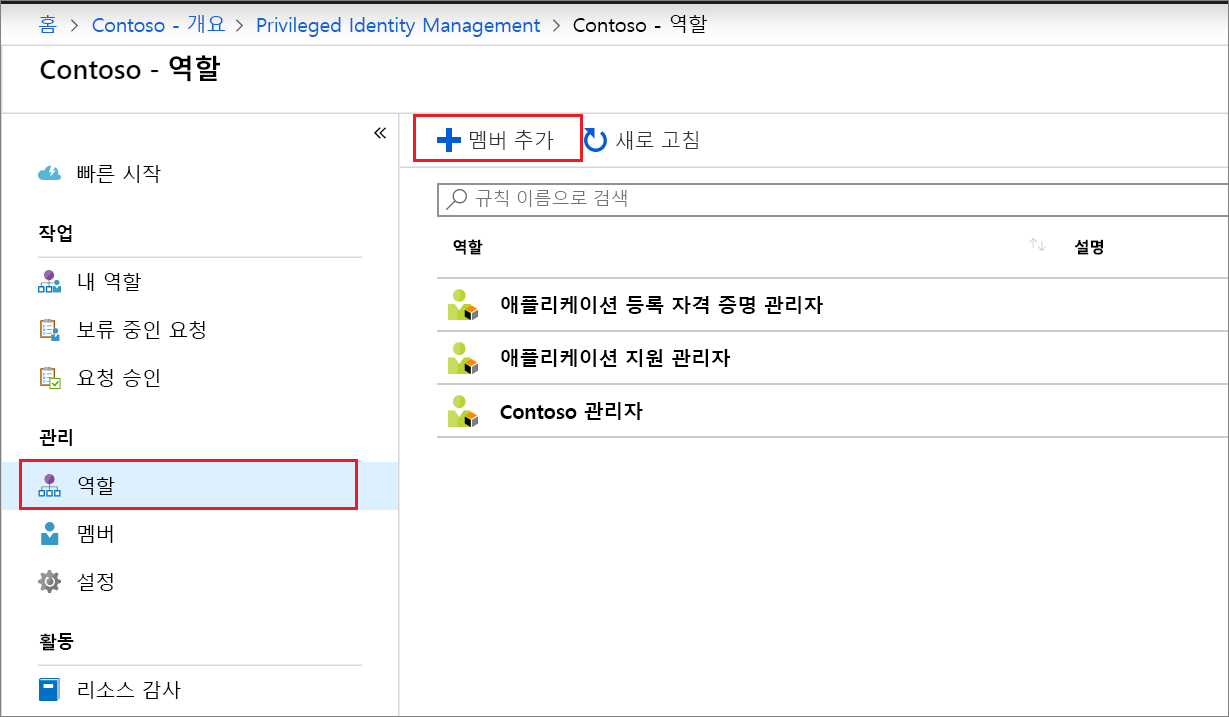 홈 > Contoso - 개요 > Privileged Identity Management > Contoso - 역할
Contoso - 역할
«
빠른 시작
작업
내 역할
보류 중인 요청
요청 승인
관리
역할
멤버
설정
활동
리소스 감사
멤버 추가 새로 고침
규칙 이름으로 검색
역할 ↑↓ 설명
애플리케이션 등록 자격 증명 관리자
애플리케이션 지원 관리자
Contoso 관리자